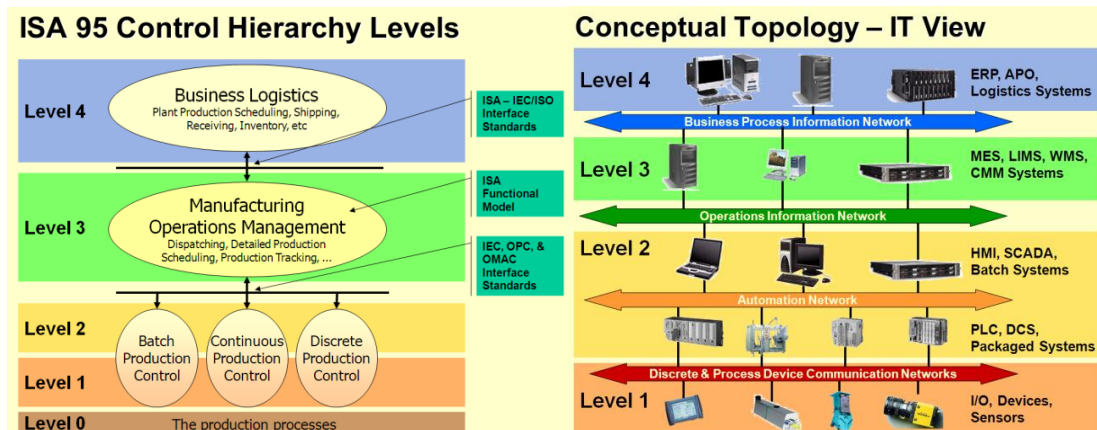 ISA 95 Control Hierarchy Levels
Level 4
Business Logistics
Plant Production Scheduling, Shipping,
Receiving, Inventory, etc
ISA – IEC/ISO
Interface
Standards
Level 3
Manufacturing
Operations Management
Dispatching, Detailed Production
Scheduling, Production Tracking, ...
ISA
Functional
Model
IEC, OPC, &
OMAC
Interface
Standards
Level 2
Level 1
Batch
Production
Control
Continuous
Production
Control
Discrete
Production
Control
Level 0
The production processes
Conceptual Topology – IT View
Level 4
ERP, APO,
Logistics Systems
Business Process Information Network
Level 3
MES, LIMS, WMS,
CMM Systems
Operations Information Network
Level 2
HMI, SCADA,
Batch Systems
Automation Network
PLC, DCS,
Packaged Systems
Discrete & Process Device Communication Networks
Level 1
I/O, Devices,
Sensors